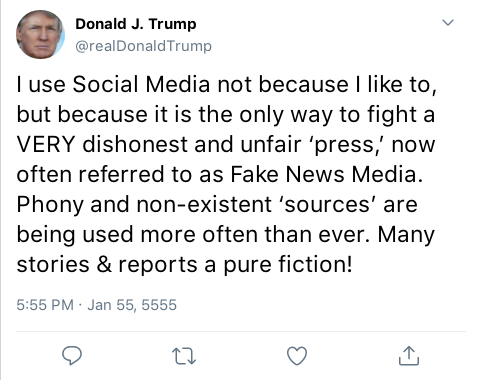 Donald J. Trump
@realDonaldTrump
I use Social Media not because I like to,
but because it is the only way to fight a
VERY dishonest and unfair ‘press,’ now
often referred to as Fake News Media.
Phony and non-existent ‘sources’ are
being used more often than ever. Many
stories & reports a pure fiction!
5:55 PM · Jan 55, 5555